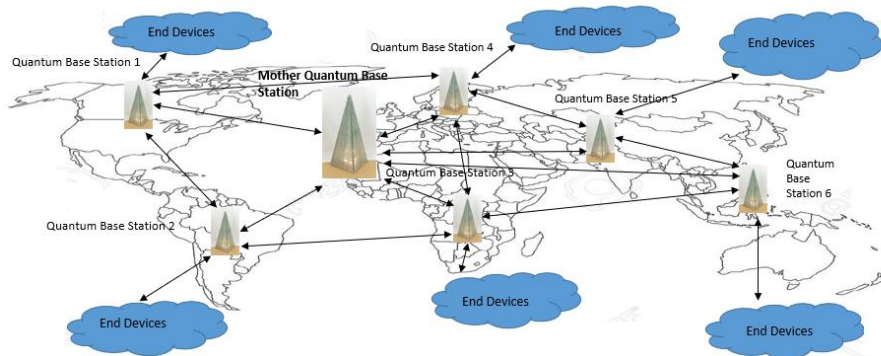 End Devices
End Devices
End Devices
Quantum Base Station 4
Quantum Base Station 1
Mother Quantum Base
Station
Quantum Base Station 5
Quantum Base Station 3
Quantum
Base
Station 6
Quantum Base Station 2
End Devices
End Devices
End Devices